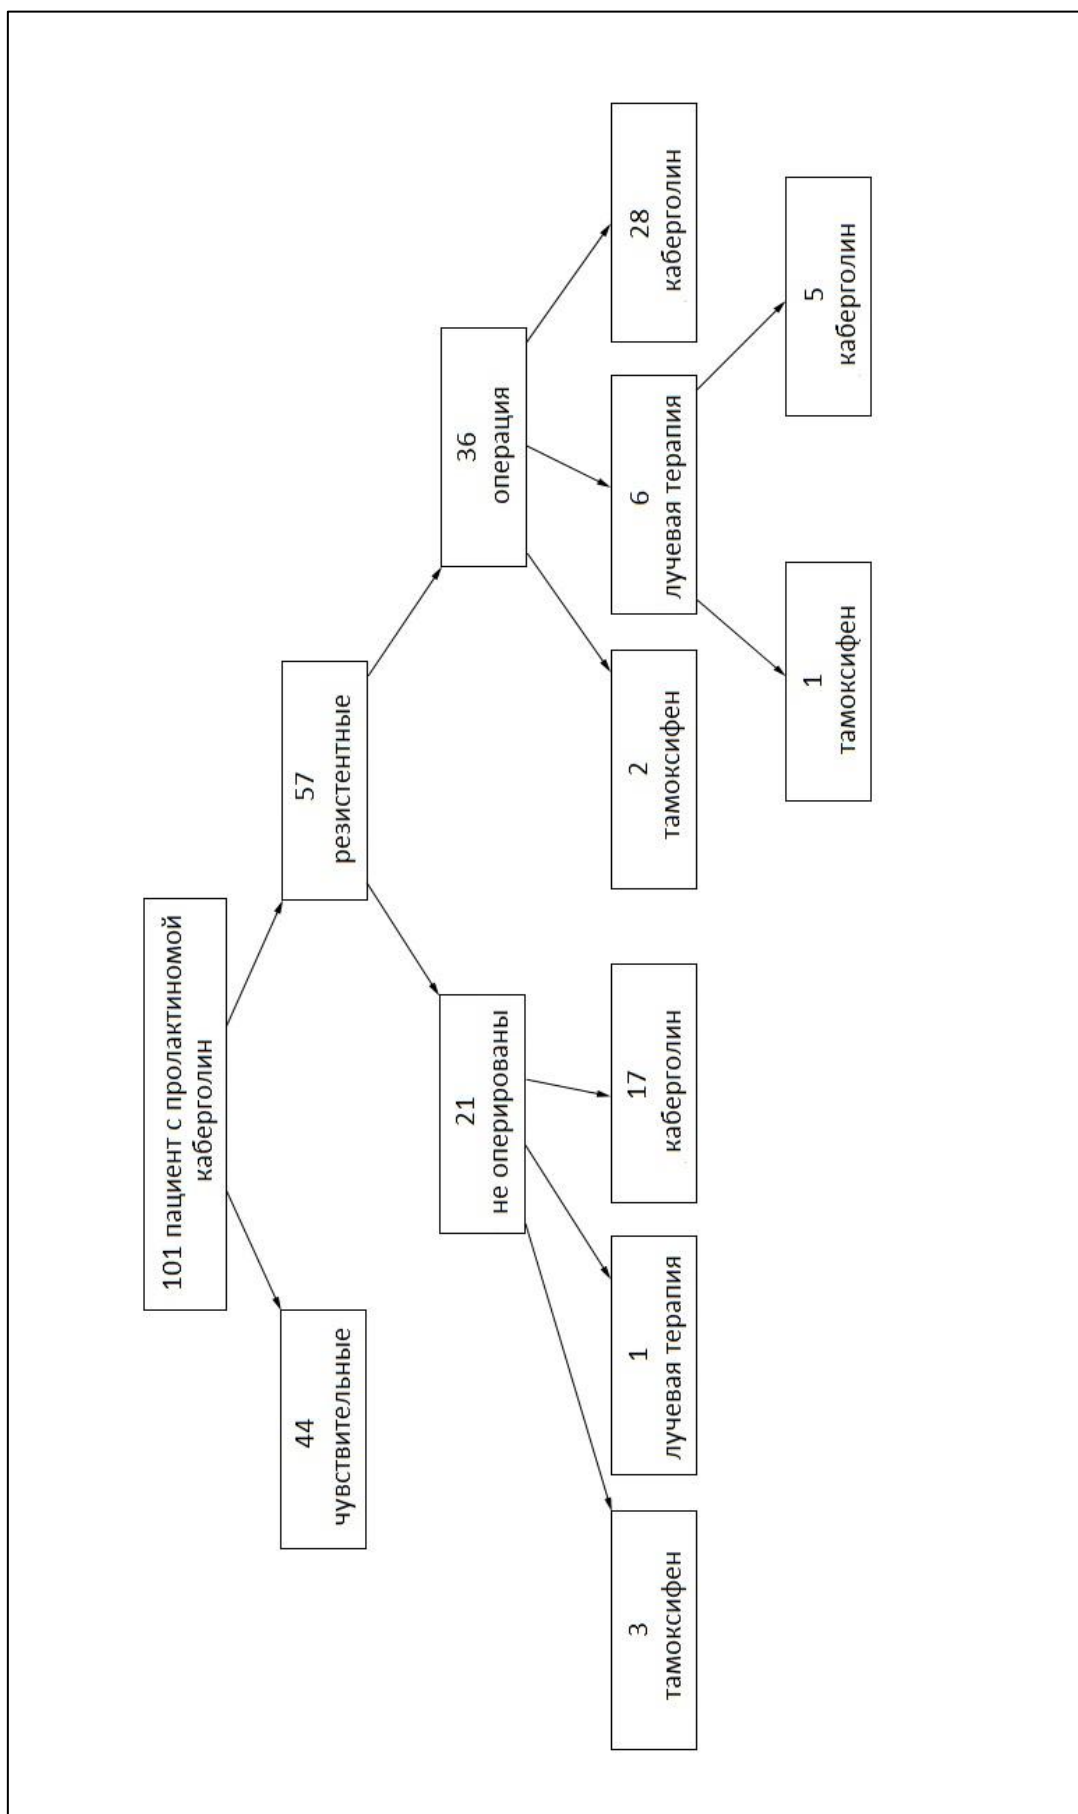 101 пациент с пролактиномой
каберголин
44
чувствительные
57
резистентные
21
не оперированы
36
операция
3
тамоксифен
1
лучевая терапия
17
каберголин
2
тамоксифен
6
лучевая терапия
28
каберголин
1
тамоксифен
5
каберголин